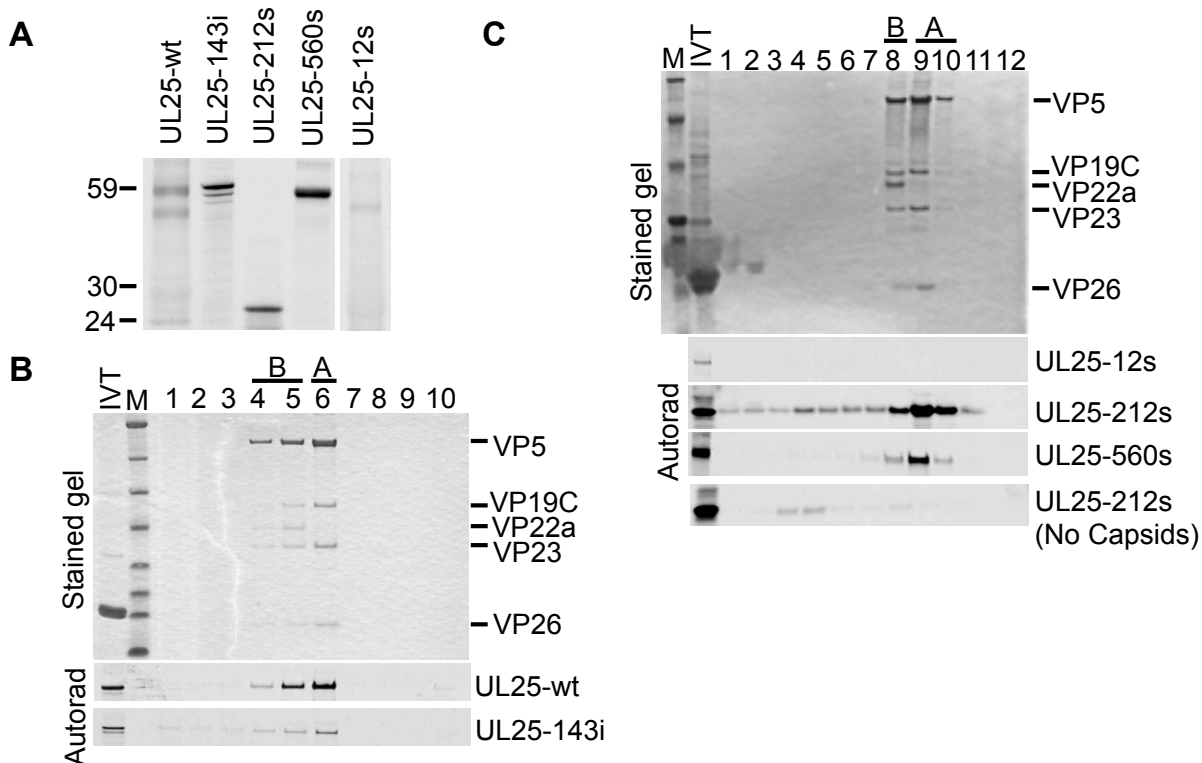 A
UL25-wt
UL25-143i
UL25-212s
UL25-560s
UL25-12s
59
30
24
B
B A
IVT M 1 2 3 4 5 6 7 8 9 10
Stained gel
VP5
VP19C
VP22a
VP23
VP26
Autorad
UL25-wt
UL25-143i
C
B A
M IVT 1 2 3 4 5 6 7 8 9 10 11 12
Stained gel
VP5
VP19C
VP22a
VP23
VP26
Autorad
UL25-12s
UL25-212s
UL25-560s
UL25-212s
(No Capsids)